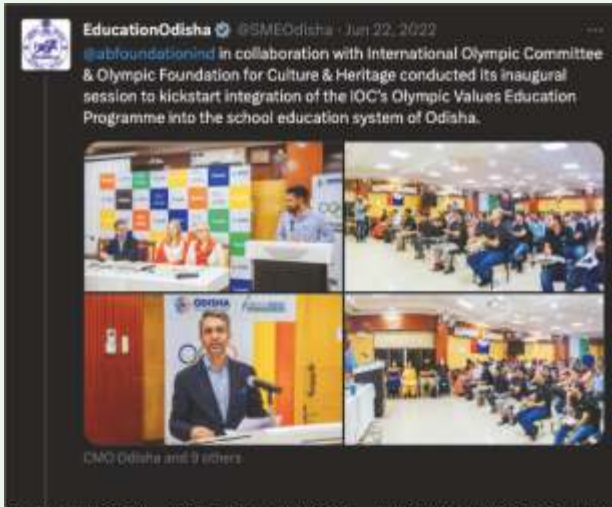 EducationOdisha @SMEOdisha · Jun 22, 2022
@abfoundationind in collaboration with International Olympic Committee
& Olympic Foundation for Culture & Heritage conducted its inaugural
session to kickstart integration of the IOC's Olympic Values Education
Programme into the school education system of Odisha.
ODISHA
CMO Odisha and 9 others